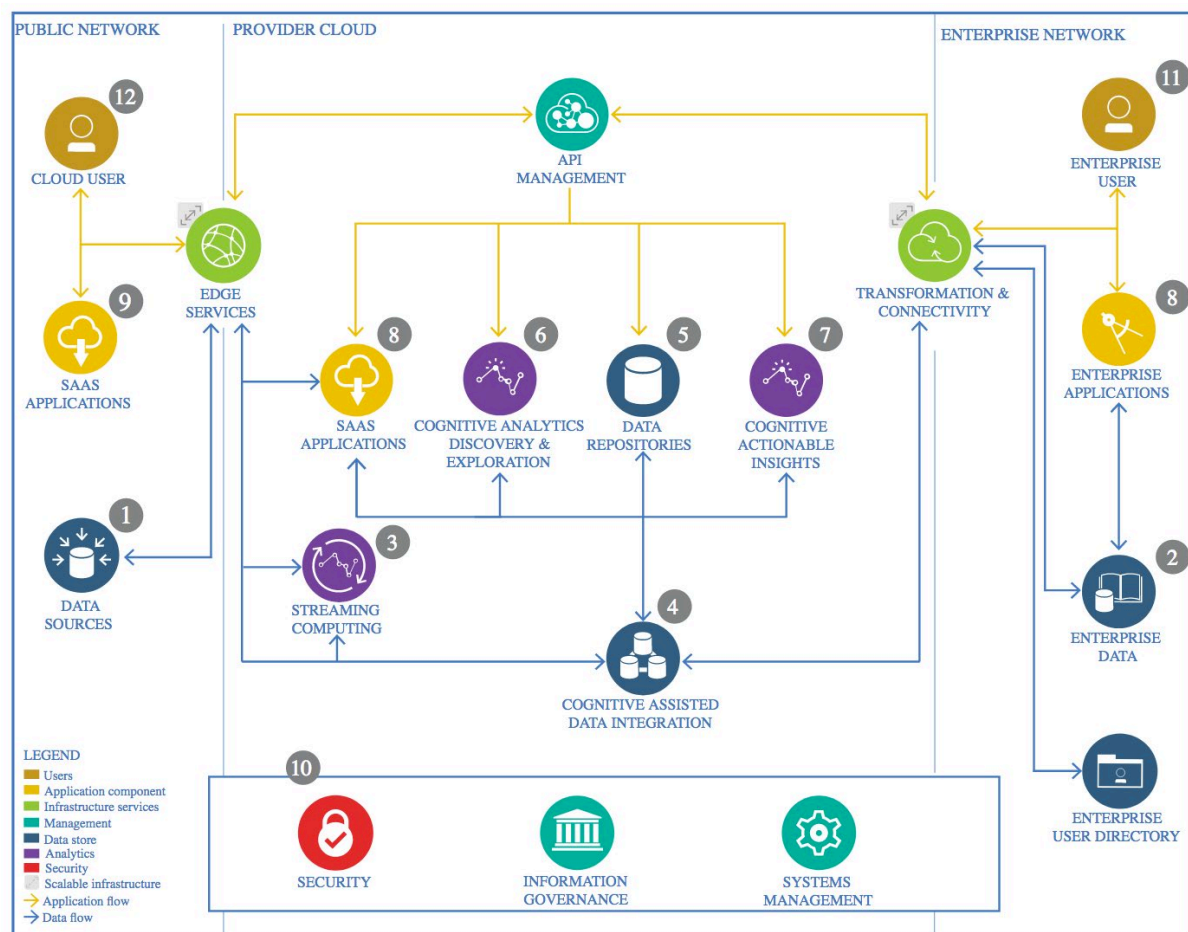 PUBLIC NETWORK
PROVIDER CLOUD
ENTERPRISE NETWORK
12
CLOUD USER
11
ENTERPRISE
USER
API
MANAGEMENT
EDGE
SERVICES
TRANSFORMATION &
CONNECTIVITY
9
SAAS
APPLICATIONS
8
SAAS
APPLICATIONS
6
COGNITIVE ANALYTICS
DISCOVERY &
EXPLORATION
5
DATA
REPOSITORIES
7
COGNITIVE
ACTIONABLE
INSIGHTS
8
ENTERPRISE
APPLICATIONS
1
DATA
SOURCES
3
STREAMING
COMPUTING
4
COGNITIVE ASSISTED
DATA INTEGRATION
2
ENTERPRISE
DATA
ENTERPRISE
USER DIRECTORY
LEGEND
Users
Application component
Infrastructure services
Management
Data store
Analytics
Security
Scalable infrastructure
Application flow
Data flow
10
SECURITY
INFORMATION
GOVERNANCE
SYSTEMS
MANAGEMENT